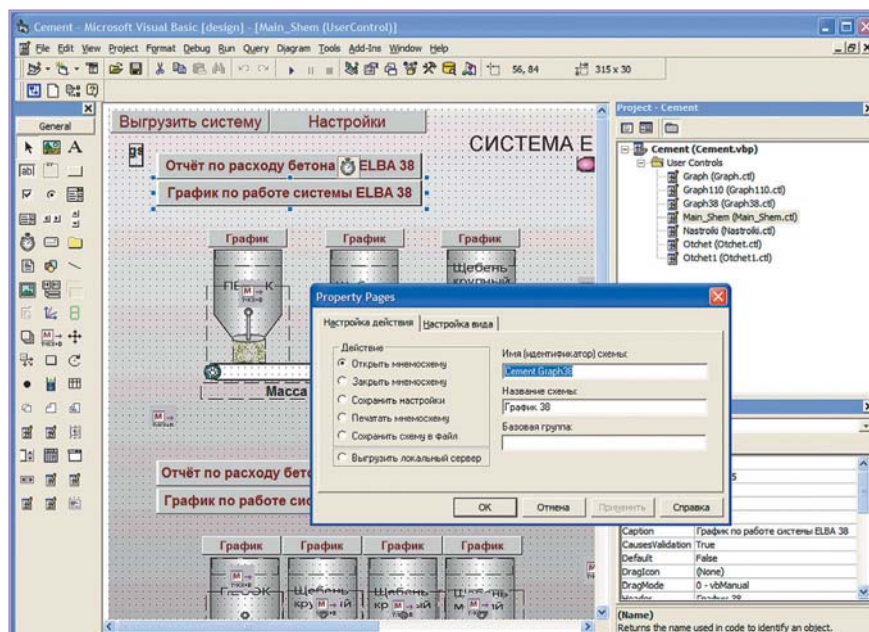 Cement - Microsoft Visual Basic [design] - [Main_Shem (UserControl)]
File Edit View Project Format Debug Run Query Diagram Tools Add-Ins Window Help
56, 84 315 x 30
General
Выгрузить систему Настройки
СИСТЕМА E
Отчёт по расходу бетона ELBA 38
График по работе системы ELBA 38
График График График
Щебень
крупный
Масса
Отчёт по расходу бето
График по работе сис
График График График График
Щебень
Property Pages
Настройка действия Настройка вида
Действие
Открыть мнемосхему
Закрыть мнемосхему
Сохранить настройки
Печатать мнемосхему
Сохранить схему в файл
Выгрузить локальный сервер
Имя (идентификатор) схемы:
Cement.Graph38
Название схемы:
График 38
Базовая группа:
OK Отмена Применить Справка
Project - Cement
Cement (Cement.vbp)
User Controls
Graph (Graph.ctl)
Graph110 (Graph110.ctl)
Graph38 (Graph38.ctl)
Main_Shem (Main_Shem.ctl)
Nastroiki (Nastroiki.ctl)
Otchet (Otchet.ctl)
Otchet1 (Otchet1.ctl)
Caption График по работе системы ELBA 38
CausesValidation True
Default False
DragIcon (None)
DragMode 0 - vbManual
(Name)
Returns the name used in code to identify an object.